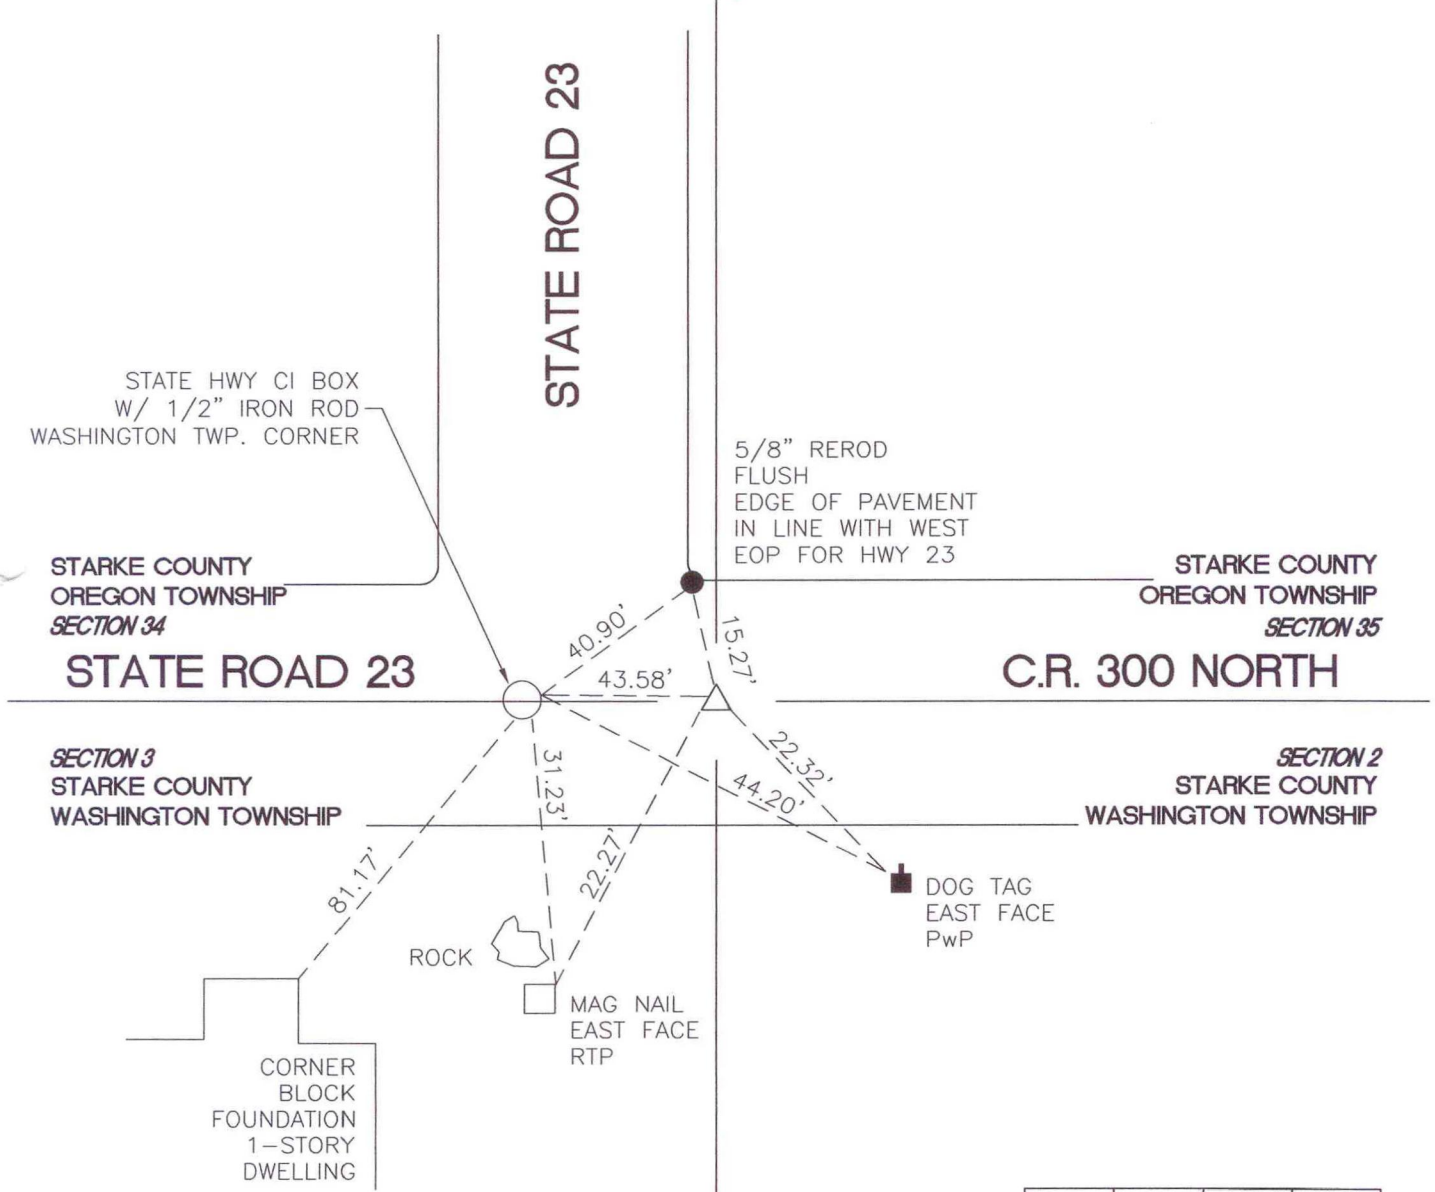 STATE ROAD 23
STATE HWY CI BOX
W/ 1/2" IRON ROD
WASHINGTON TWP. CORNER
5/8" REROD
FLUSH
EDGE OF PAVEMENT
IN LINE WITH WEST
EOP FOR HWY 23
STARKE COUNTY
OREGON TOWNSHIP
SECTION 34
STARKE COUNTY
OREGON TOWNSHIP
SECTION 35
40.90'
15.27'
43.58'
STATE ROAD 23
C.R. 300 NORTH
SECTION 3
STARKE COUNTY
WASHINGTON TOWNSHIP
SECTION 2
STARKE COUNTY
WASHINGTON TOWNSHIP
31.23'
22.32'
44.20'
81.17'
22.27'
DOG TAG
EAST FACE
PwP
ROCK
MAG NAIL
EAST FACE
RTP
CORNER
BLOCK
FOUNDATION
1-STORY
DWELLING